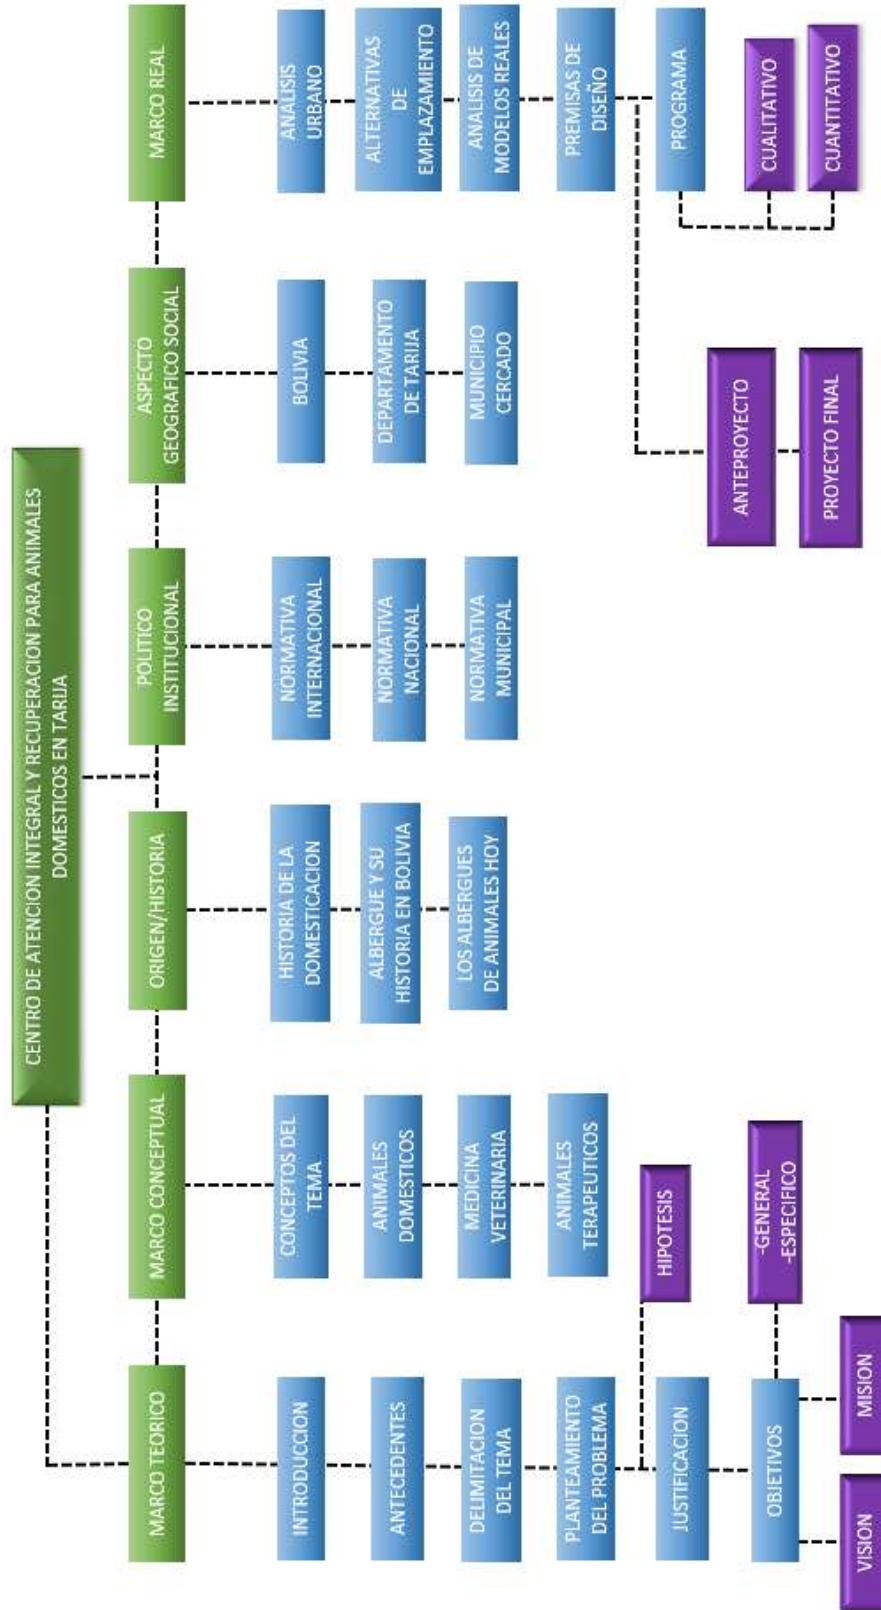 CENTRO DE ATENCION INTEGRAL Y RECUPERACION PARA ANIMALES
DOMESTICOS EN TARIJA
MARCO TEORICO
INTRODUCCION
ANTECEDENTES
DELIMITACION
DEL TEMA
PLANTEAMIENTO
DEL PROBLEMA
HIPOTESIS
JUSTIFICACION
OBJETIVOS
-GENERAL
-ESPECIFICO
VISION
MISION
MARCO CONCEPTUAL
CONCEPTOS DEL
TEMA
ANIMALES
DOMESTICOS
MEDICINA
VETERINARIA
ANIMALES
TERAPEUTICOS
ORIGEN/HISTORIA
HISTORIA DE LA
DOMESTICACION
ALBERGUE Y SU
HISTORIA EN BOLIVIA
LOS ALBERGUES
DE ANIMALES HOY
POLITICO
INSTITUCIONAL
NORMATIVA
INTERNACIONAL
NORMATIVA
NACIONAL
NORMATIVA
MUNICIPAL
ASPECTO
GEOGRAFICO SOCIAL
BOLIVIA
DEPARTAMENTO
DE TARIJA
MUNICIPIO
CERCADO
MARCO REAL
ANALISIS
URBANO
ALTERNATIVAS
DE
EMPLAZAMIENTO
ANALISIS DE
MODELOS REALES
PREMISAS DE
DISEÑO
PROGRAMA
CUALITATIVO
CUANTITATIVO
ANTEPROYECTO
PROYECTO FINAL